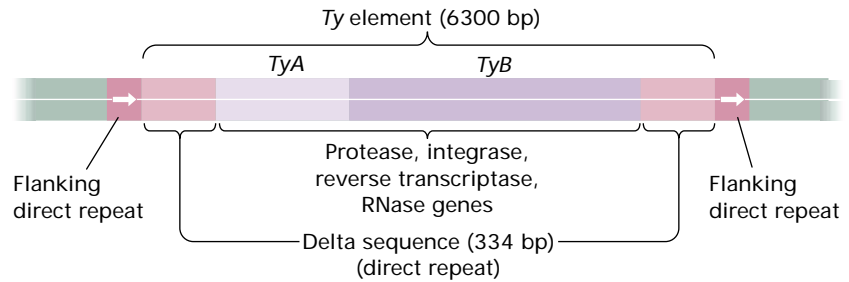 Ty element (6300 bp)
TyA
TyB
Protease, integrase,
reverse transcriptase,
RNase genes
Flanking
direct repeat
Flanking
direct repeat
Delta sequence (334 bp)
(direct repeat)